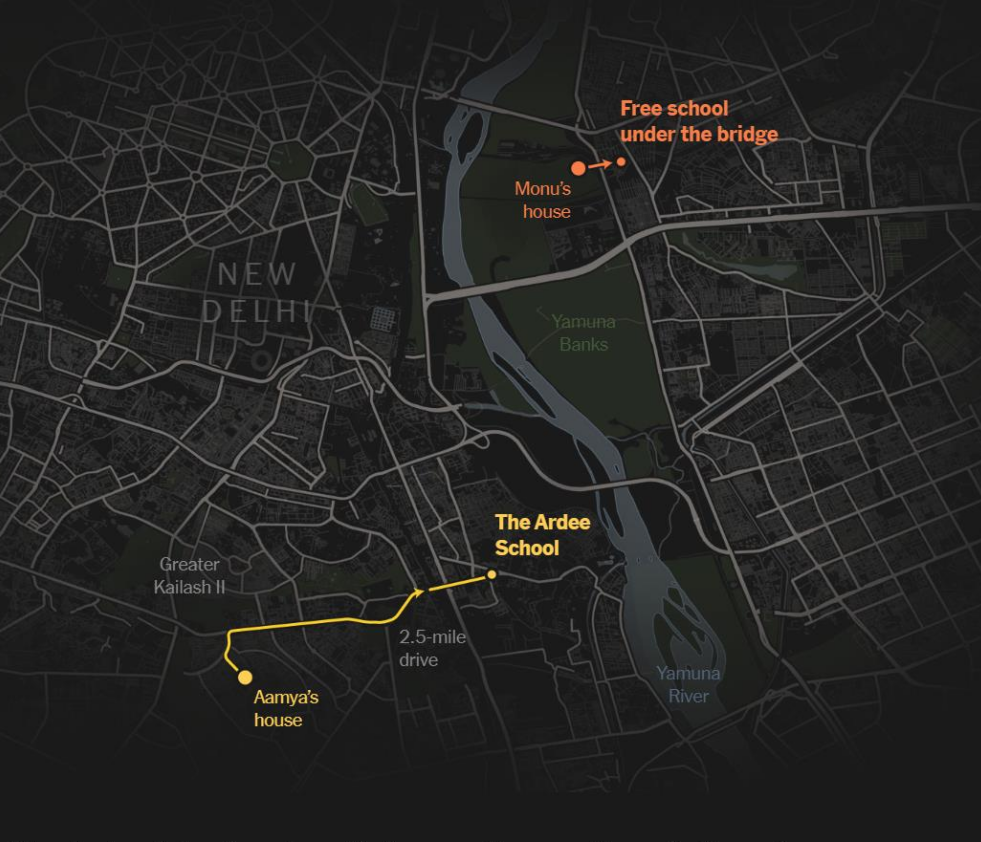 Free school
under the bridge
Monu's
house
NEW
DELHI
Yamuna
Banks
The Ardee
School
Greater
Kailash II
2.5-mile
drive
Aamya's
house
Yamuna
River